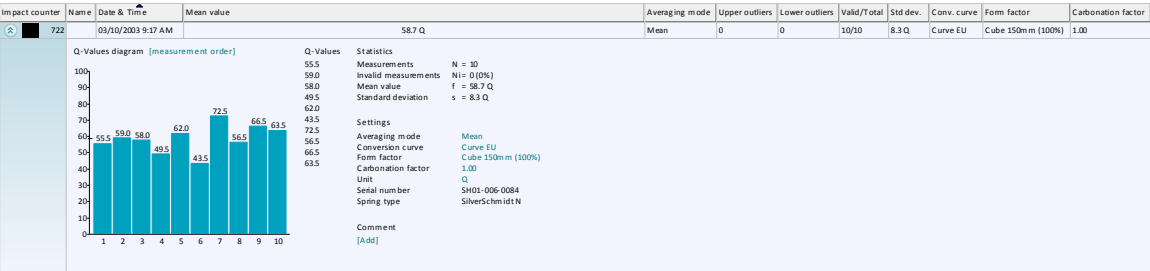 Impact counter Name Date & Time Mean value Averaging mode Upper outliers Lower outliers Valid/Total Std dev. Conv. curve Form factor Carbonation factor
722 03/10/2003 9:17 AM 58.7 Q Mean 0 0 10/10 8.3 Q Curve EU Cube 150mm (100%) 1.00
Q-Values diagram [measurement order]
100
90
80
70
60
50
40
30
20
10
0
55.5 59.0 58.0 49.5 62.0 43.5 72.5 56.5 66.5 63.5
1 2 3 4 5 6 7 8 9 10
Q-Values
55.5
59.0
58.0
49.5
62.0
43.5
72.5
56.5
66.5
63.5
Statistics
Measurements N = 10
Invalid measurements Ni= 0 (0%)
Mean value f = 58.7 Q
Standard deviation s = 8.3 Q
Settings
Averaging mode Mean
Conversion curve Curve EU
Form factor Cube 150mm (100%)
Carbonation factor 1.00
Unit Q
Serial number SH01-006-0084
Spring type SilverSchmidt N
Comment
[Add]